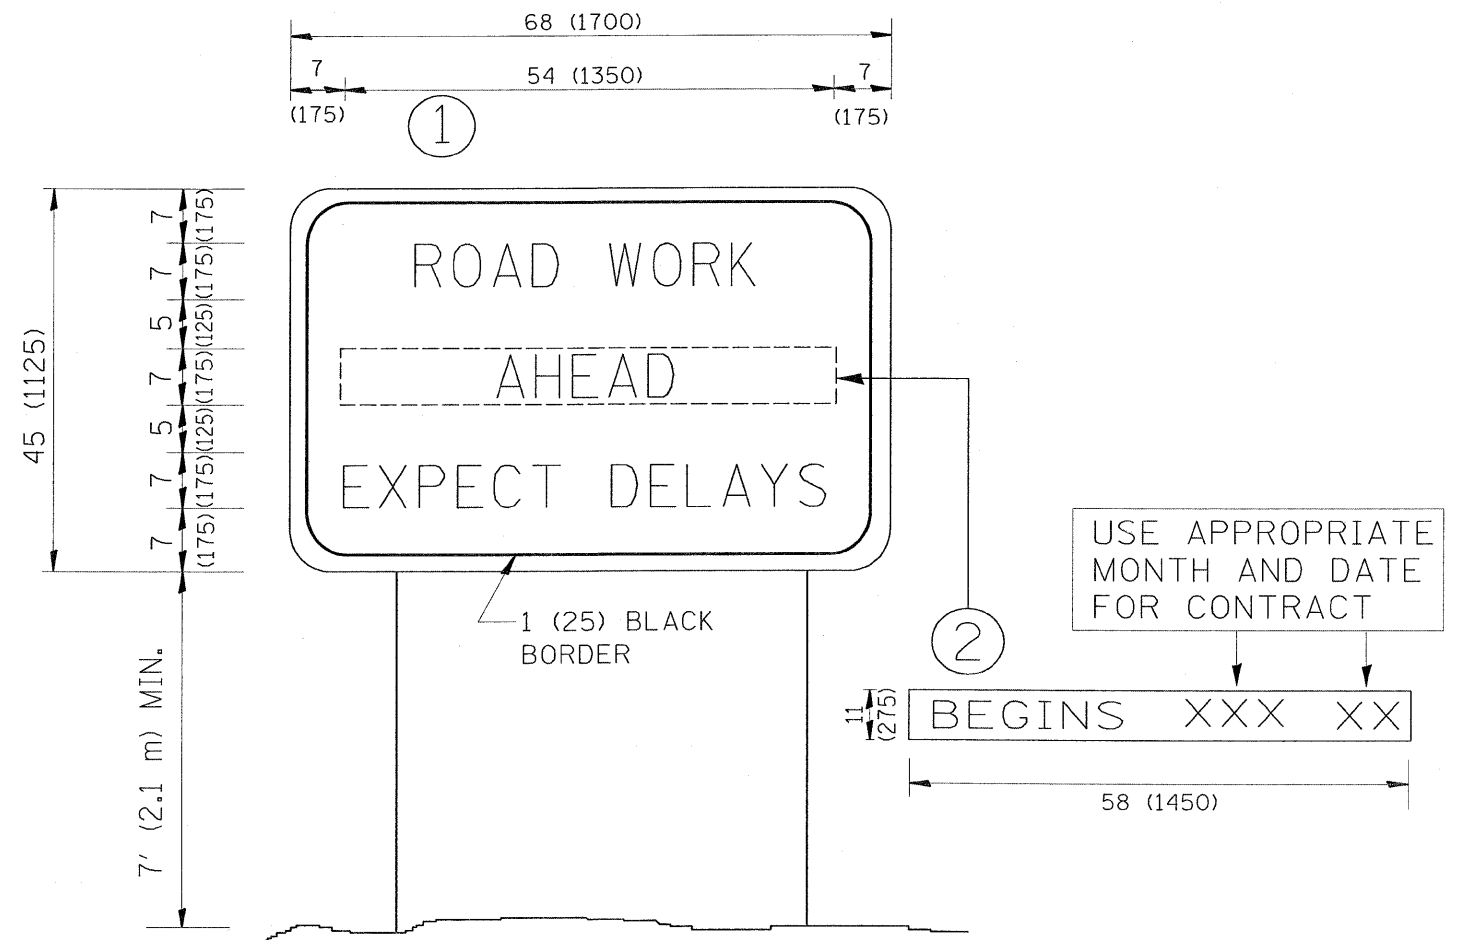 68 (1700)
7
54 (1350)
7
(175)
(175)
1
45 (1125)
7
(175)
7
(175)
5
(125)
7
(175)
5
(125)
7
(175)
7
(175)
ROAD WORK
AHEAD
EXPECT DELAYS
1 (25) BLACK
BORDER
7' (2.1 m) MIN.
2
USE APPROPRIATE
MONTH AND DATE
FOR CONTRACT
11
(275)
BEGINS XXX XX
58 (1450)